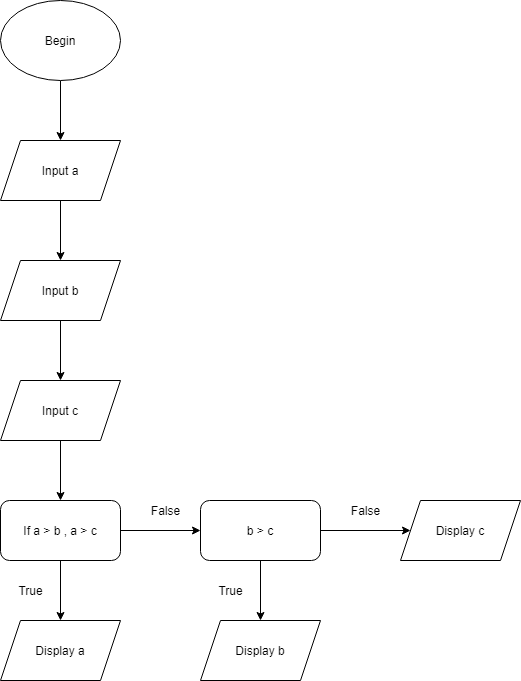 Begin
Input a
Input b
Input c
If a > b , a > c
False
b > c
False
Display c
True
True
Display a
Display b